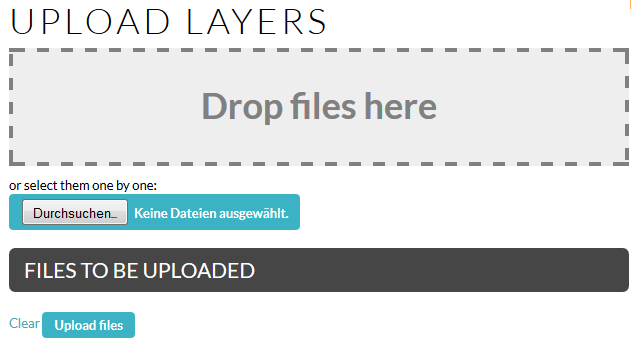 UPLOAD LAYERS
Drop files here
or select them one by one:
Durchsuchen.. Keine Dateien ausgewählt.
FILES TO BE UPLOADED
Clear Upload files